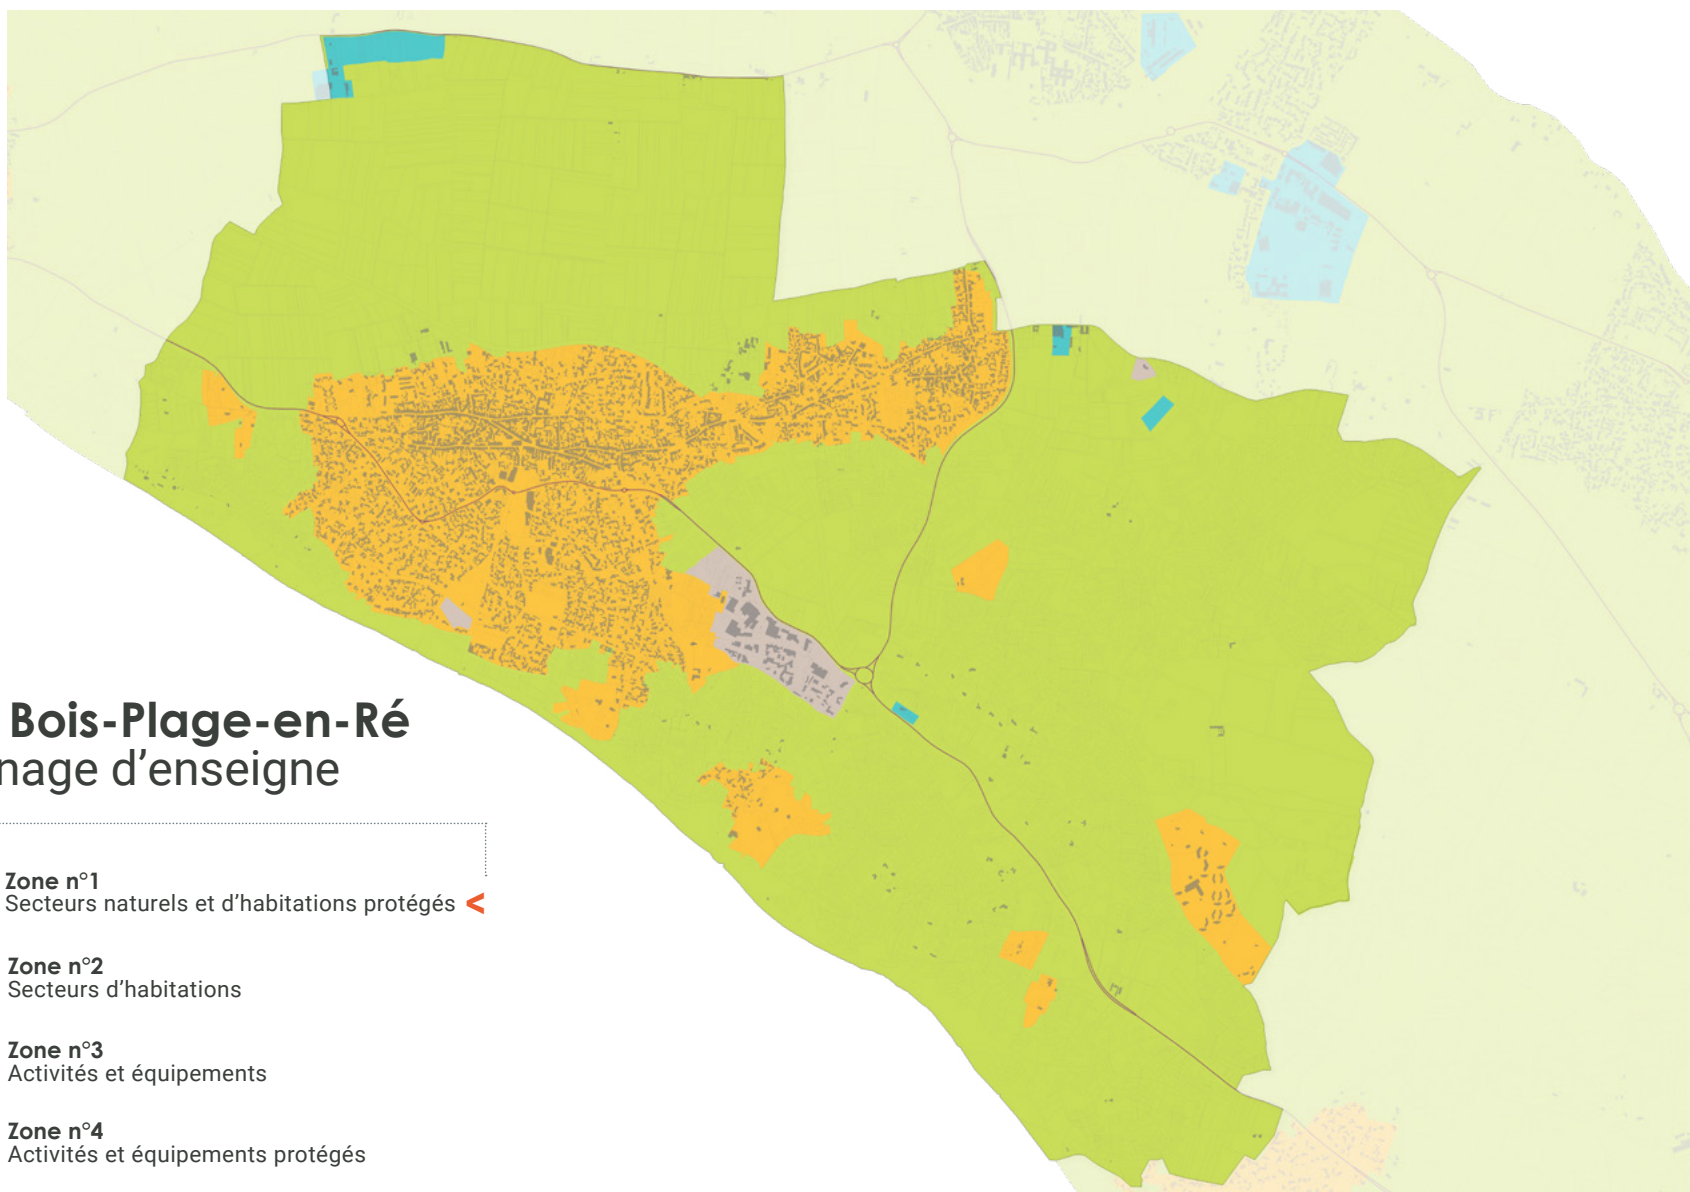 Bois-Plage-en-Ré
nage d'enseigne
Zone n°1
Secteurs naturels et d'habitations protégés <
Zone n°2
Secteurs d'habitations
Zone n°3
Activités et équipements
Zone n°4
Activités et équipements protégés